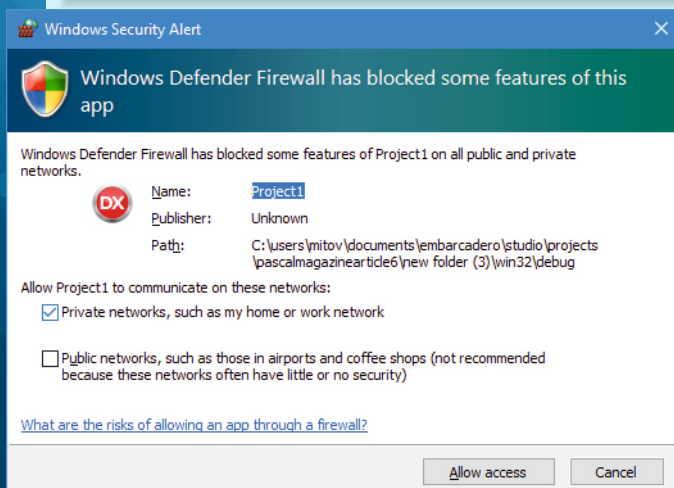 Windows Security Alert
Windows Defender Firewall has blocked some features of this
app
Windows Defender Firewall has blocked some features of Project1 on all public and private
networks.
DX
Name: Project1
Publisher: Unknown
Path: C:\users\mitov\documents\embarcadero\studio\projects
\pascalmagazinearticle6\new folder (3)\win32\debug
Allow Project1 to communicate on these networks:
Private networks, such as my home or work network
Public networks, such as those in airports and coffee shops (not recommended
because these networks often have little or no security)
What are the risks of allowing an app through a firewall?
Allow access Cancel